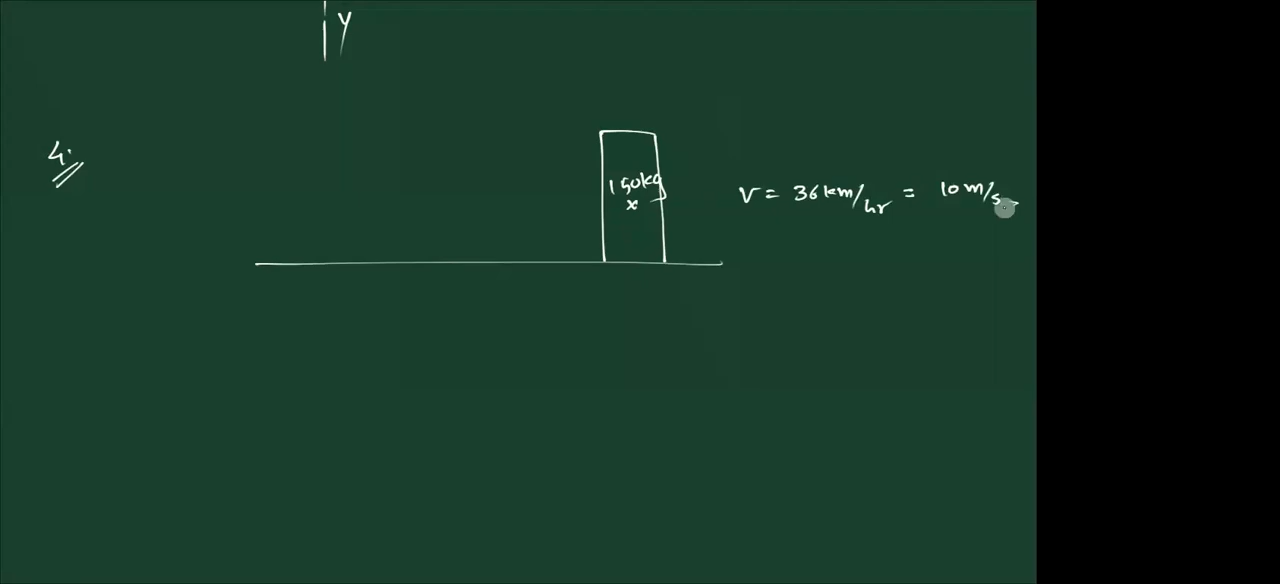 y
4.
150kg
x
V = 36 km/hr = 10 m/s